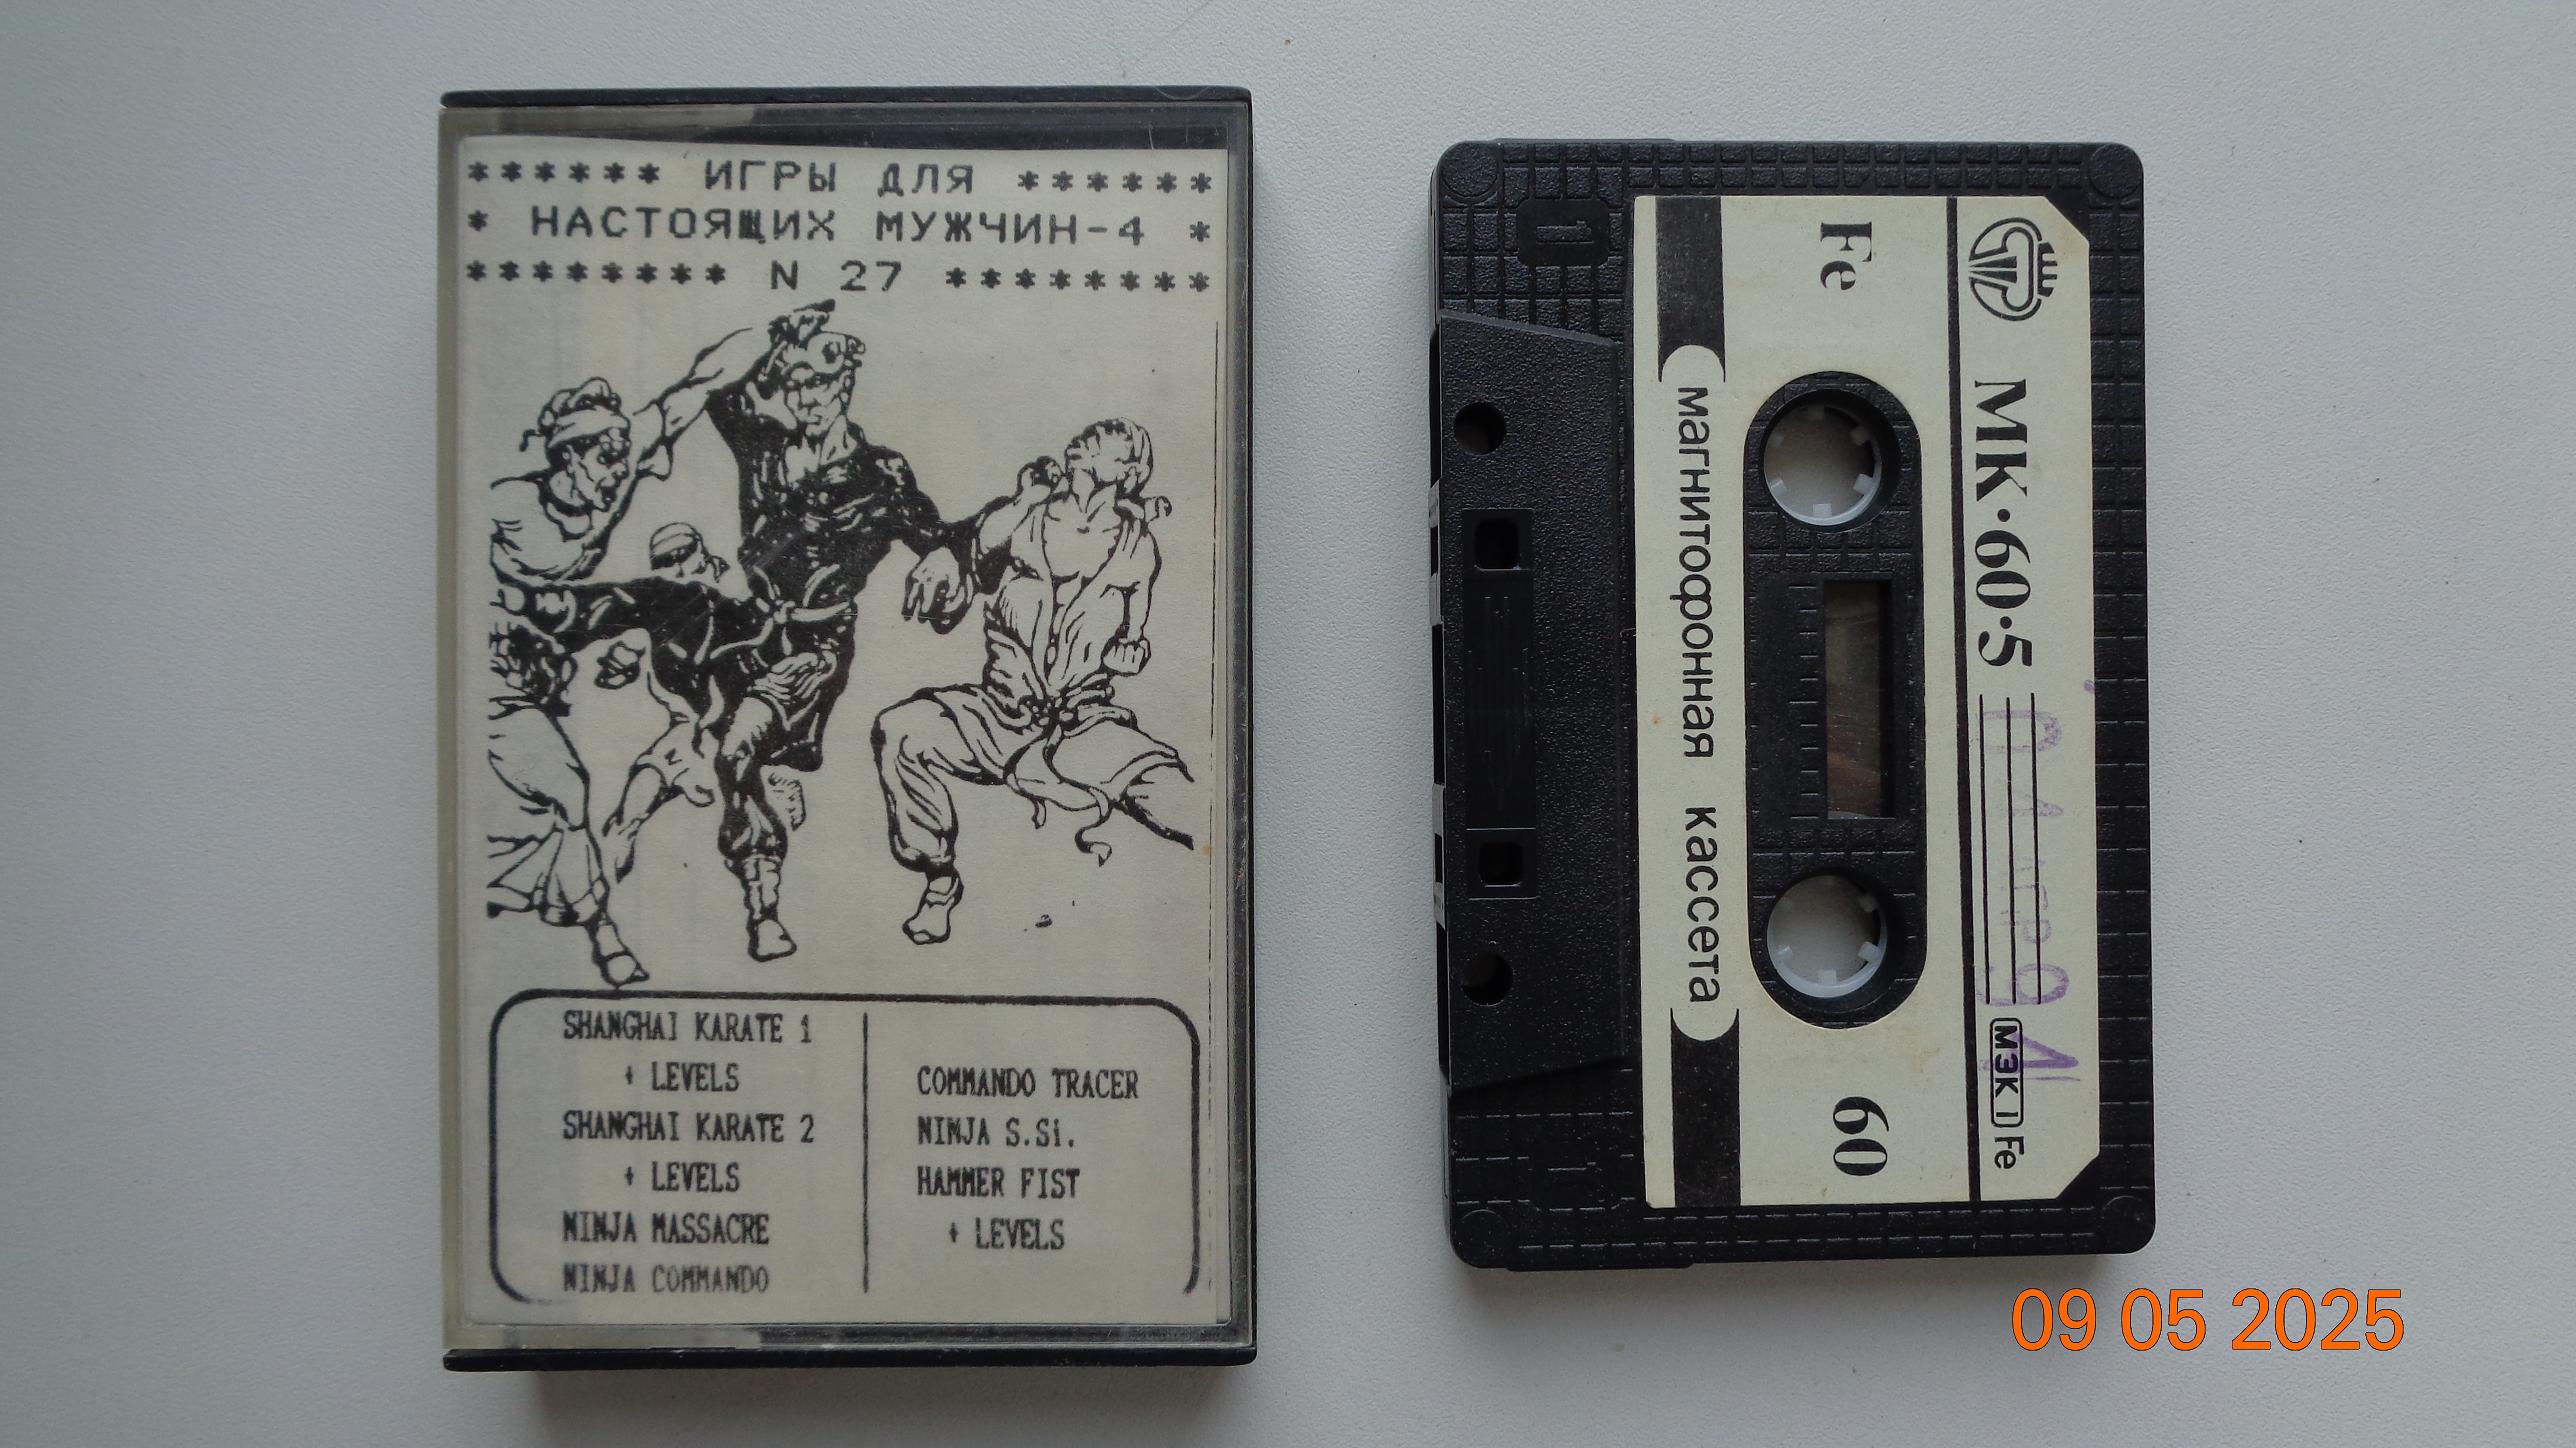 ****** ИГРЫ ДЛЯ ******
* НАСТОЯЩИХ МУЖЧИН-4 *
******** N 27 ********
SHANGHAI KARATE 1
+ LEVELS
SHANGHAI KARATE 2
+ LEVELS
NINJA MASSACRE
NINJA COMMANDO
COMMANDO TRACER
NINJA S.Si.
HAMMER FIST
+ LEVELS
МК•60•5
МЭК I Fe
Fe
60
магнитофонная кассета
1
09 05 2025